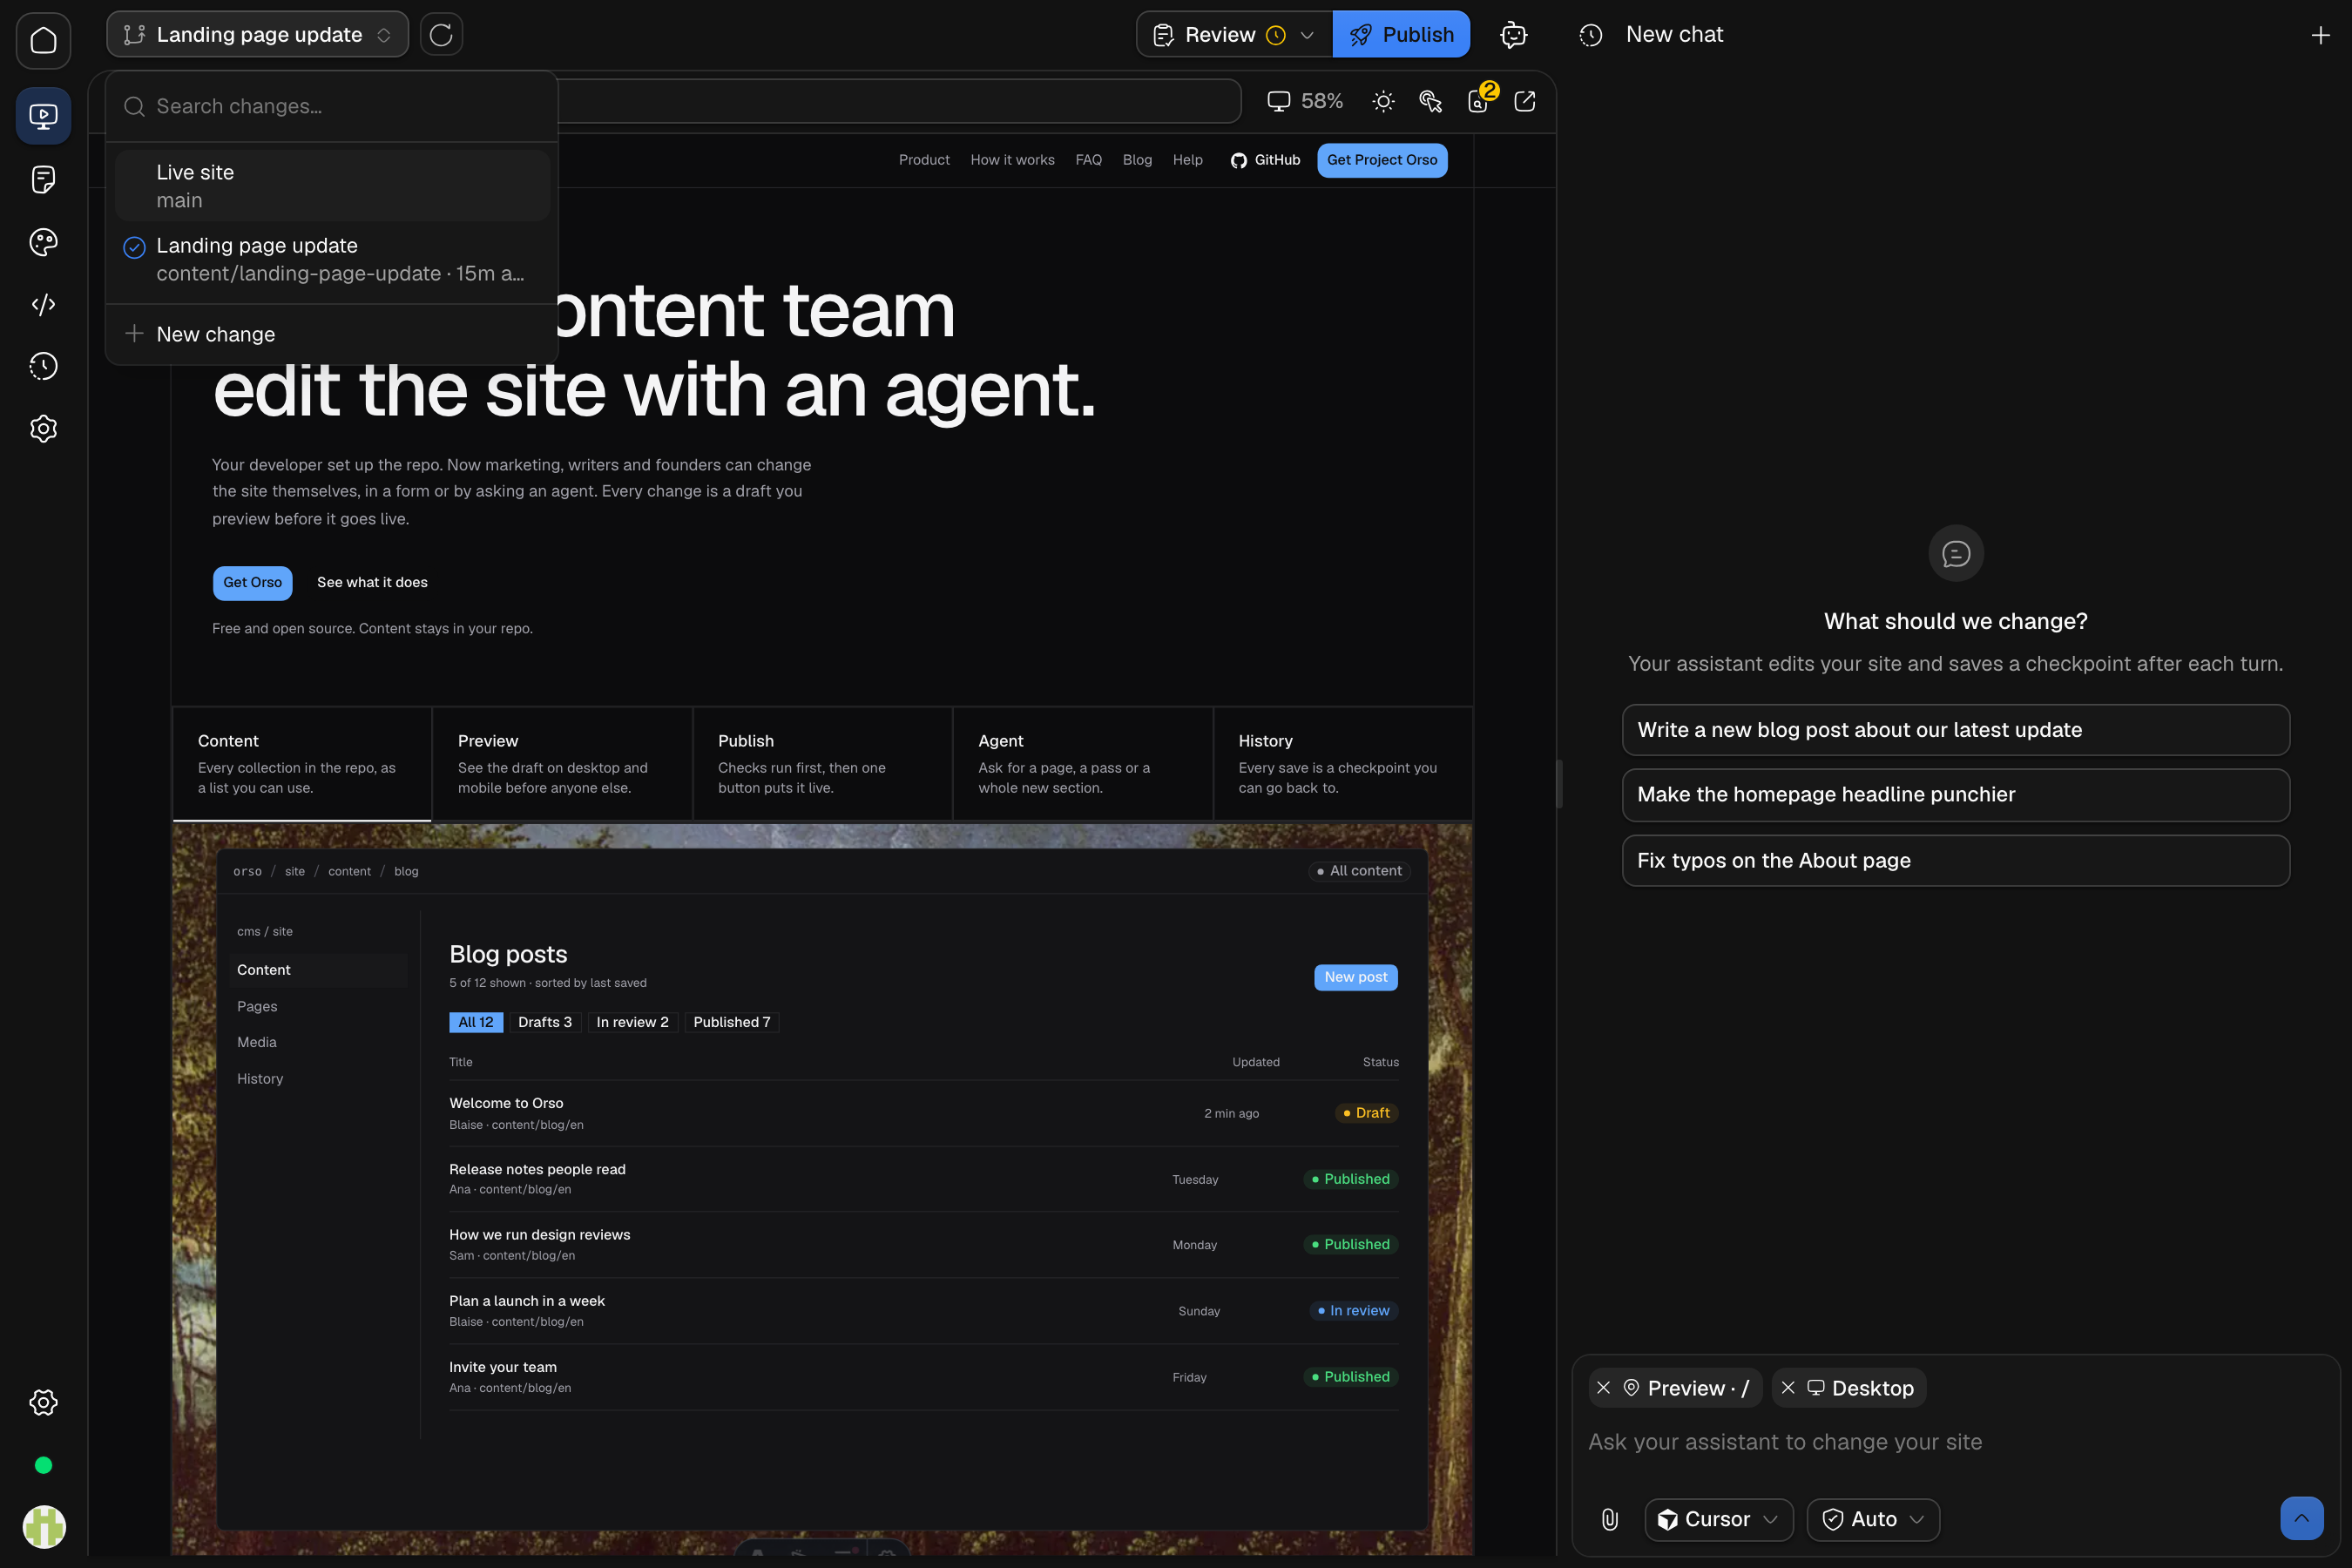 Landing page update
Review
Publish
New chat
Search changes...
58%
2
Live site
main
Landing page update
content/landing-page-update · 15m a...
New change
Product
How it works
FAQ
Blog
Help
GitHub
Get Project Orso
ontent team
edit the site with an agent.
Your developer set up the repo. Now marketing, writers and founders can change
the site themselves, in a form or by asking an agent. Every change is a draft you
preview before it goes live.
Get Orso
See what it does
Free and open source. Content stays in your repo.
Content
Every collection in the repo, as
a list you can use.
Preview
See the draft on desktop and
mobile before anyone else.
Publish
Checks run first, then one
button puts it live.
Agent
Ask for a page, a pass or a
whole new section.
History
Every save is a checkpoint you
can go back to.
orso / site / content / blog
All content
cms / site
Content
Pages
Media
History
Blog posts
5 of 12 shown · sorted by last saved
New post
All 12
Drafts 3
In review 2
Published 7
Title
Updated
Status
Welcome to Orso
Blaise · content/blog/en
2 min ago
Draft
Release notes people read
Ana · content/blog/en
Tuesday
Published
How we run design reviews
Sam · content/blog/en
Monday
Published
Plan a launch in a week
Blaise · content/blog/en
Sunday
In review
Invite your team
Ana · content/blog/en
Friday
Published
What should we change?
Your assistant edits your site and saves a checkpoint after each turn.
Write a new blog post about our latest update
Make the homepage headline punchier
Fix typos on the About page
Preview · /
Desktop
Ask your assistant to change your site
Cursor
Auto